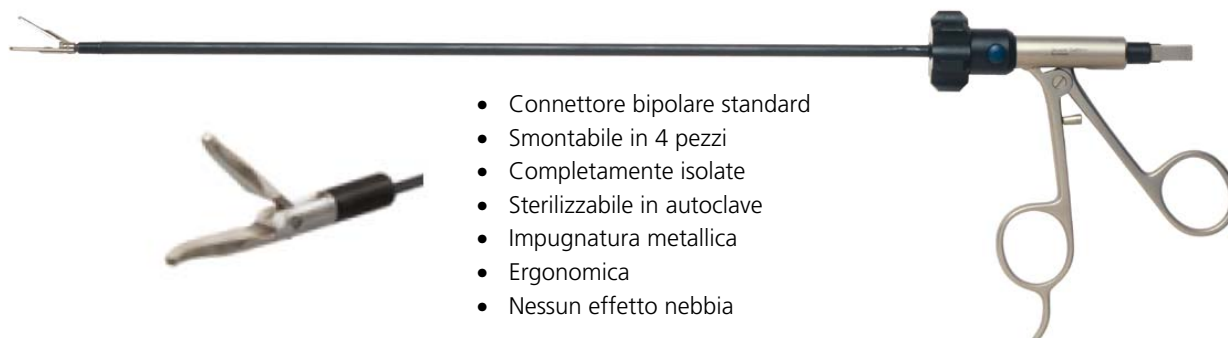 • Connettore bipolare standard
• Smontabile in 4 pezzi
• Completamente isolate
• Sterilizzabile in autoclave
• Impugnatura metallica
• Ergonomica
• Nessun effetto nebbia